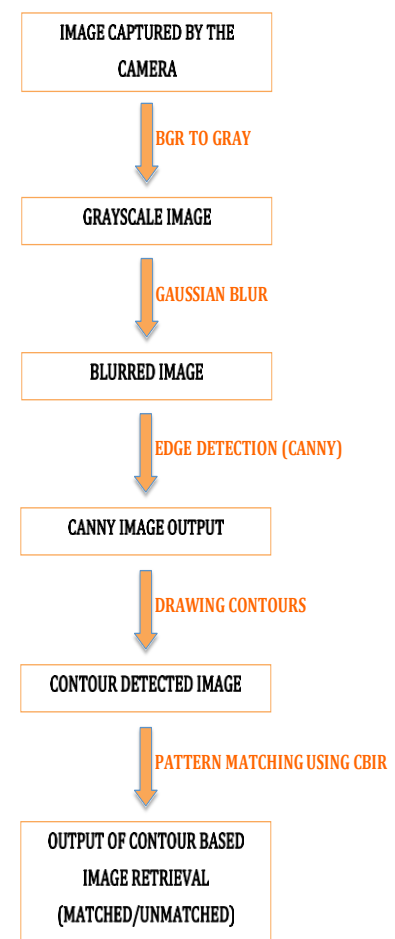 IMAGE CAPTURED BY THE
CAMERA
BGR TO GRAY
GRAYSCALE IMAGE
GAUSSIAN BLUR
BLURRED IMAGE
EDGE DETECTION (CANNY)
CANNY IMAGE OUTPUT
DRAWING CONTOURS
CONTOUR DETECTED IMAGE
PATTERN MATCHING USING CBIR
OUTPUT OF CONTOUR BASED
IMAGE RETRIEVAL
(MATCHED/UNMATCHED)